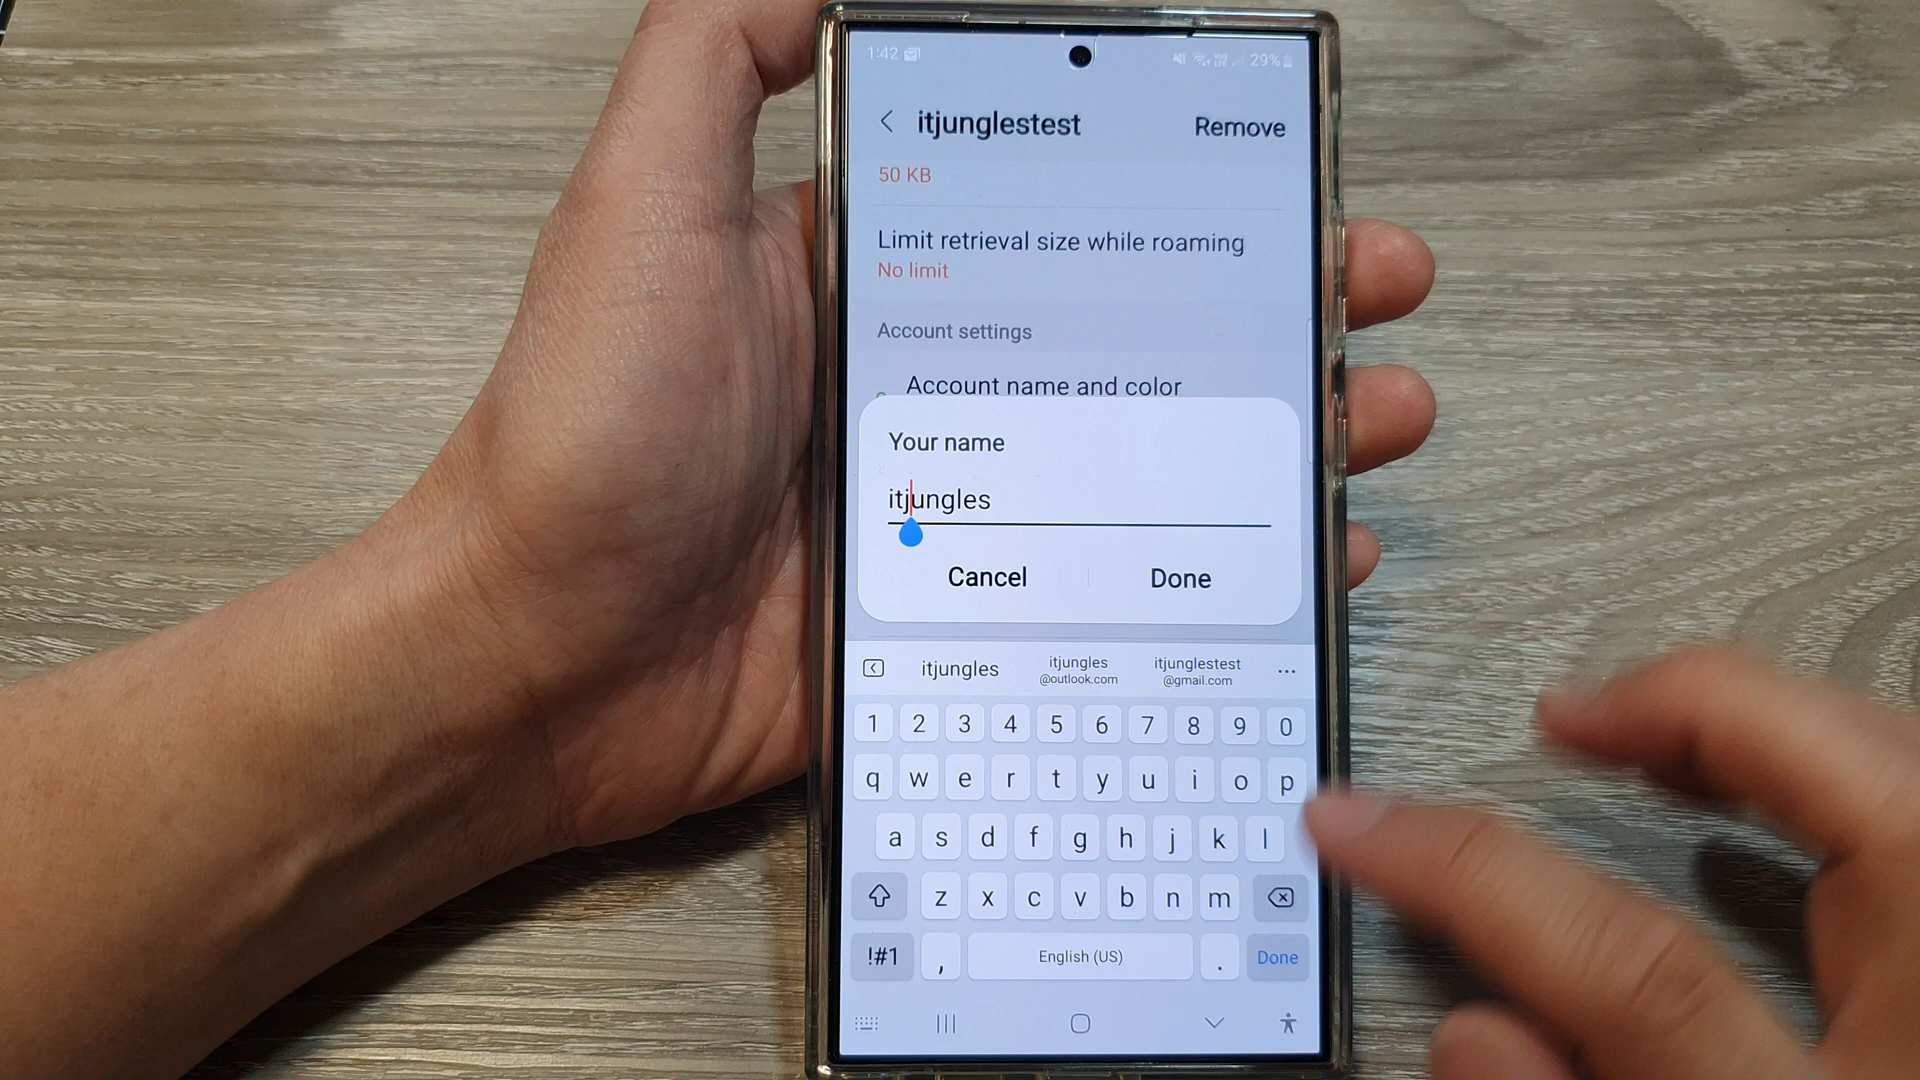 1:42 29%
itjunglestest Remove
50 KB
Limit retrieval size while roaming
No limit
Account settings
Account name and color
Your name
itjungles
Cancel Done
itjungles itjungles itjunglestest ...
@outlook.com @gmail.com
1 2 3 4 5 6 7 8 9 0
q w e r t y u i o p
a s d f g h j k l
z x c v b n m
!#1 , English (US) . Done